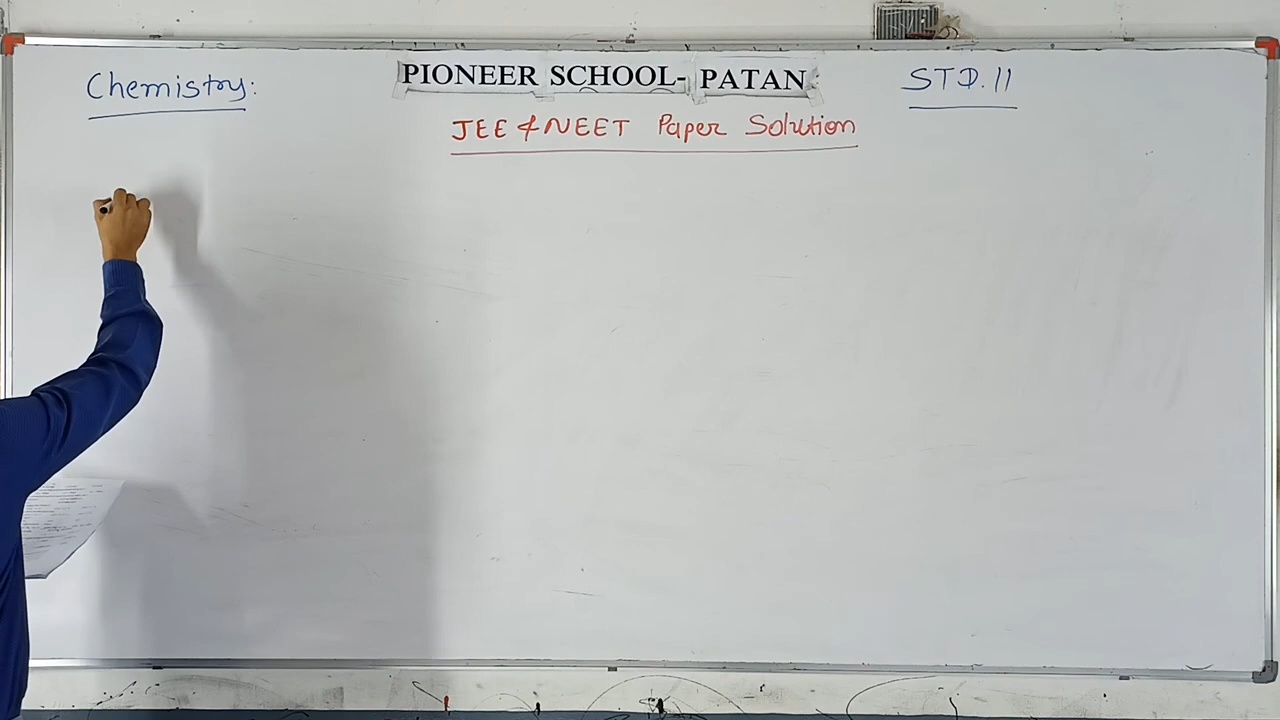 Chemistry: PIONEER SCHOOL- PATAN STD. 11
JEE & NEET Paper Solution